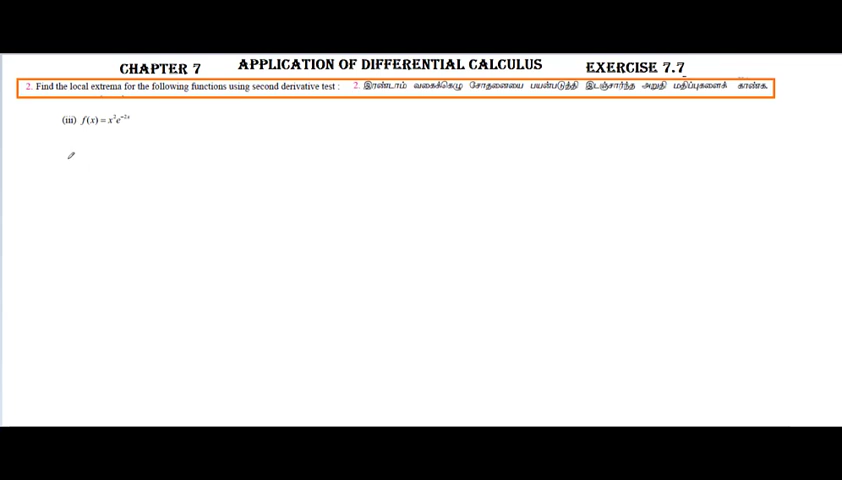 CHAPTER 7 APPLICATION OF DIFFERENTIAL CALCULUS EXERCISE 7.7
2. Find the local extrema for the following functions using second derivative test : 2. இரண்டாம் வகைக்கெழு சோதனையை பயன்படுத்தி இடஞ்சார்ந்த அறுதி மதிப்புகளைக் காண்க.
(iii) f(x) = x²e⁻²ˣ